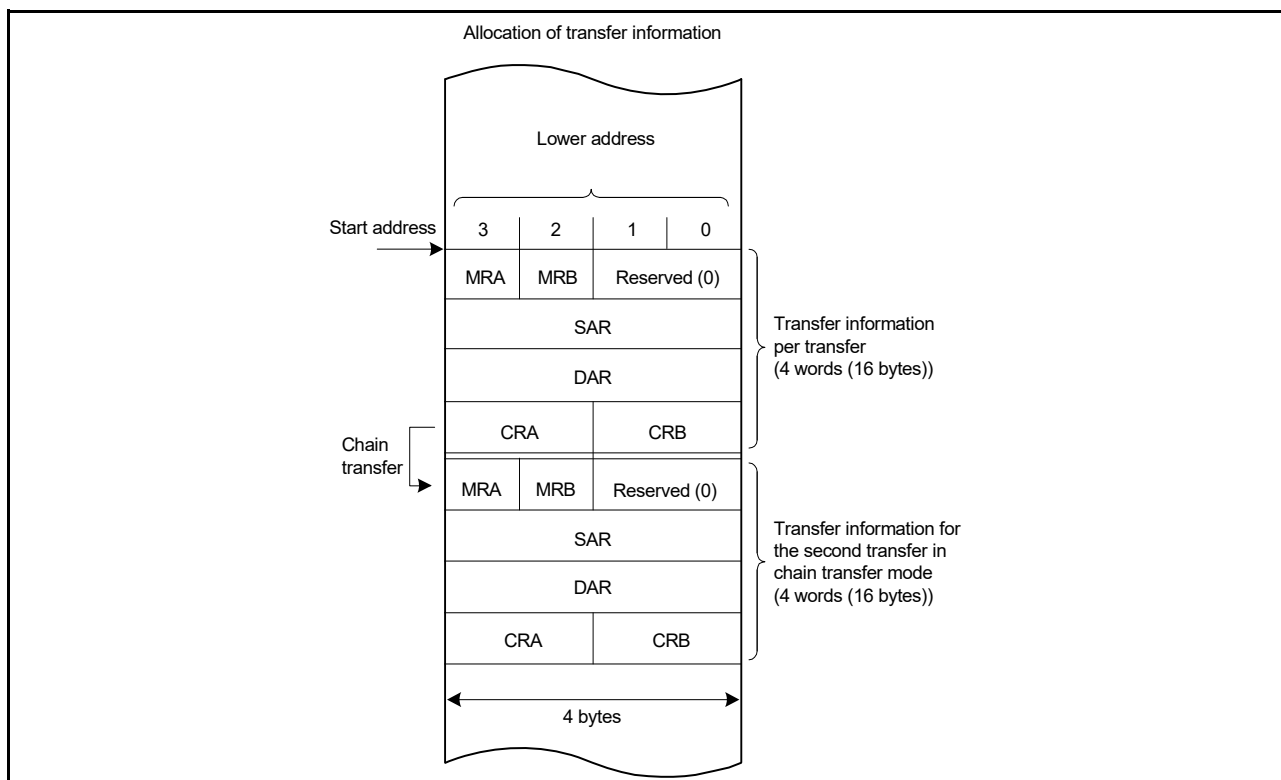 Allocation of transfer information
Lower address
Start address
3 2 1 0
MRA MRB Reserved (0)
SAR
DAR
CRA CRB
Transfer information
per transfer
(4 words (16 bytes))
Chain
transfer
MRA MRB Reserved (0)
SAR
DAR
CRA CRB
Transfer information for
the second transfer in
chain transfer mode
(4 words (16 bytes))
4 bytes